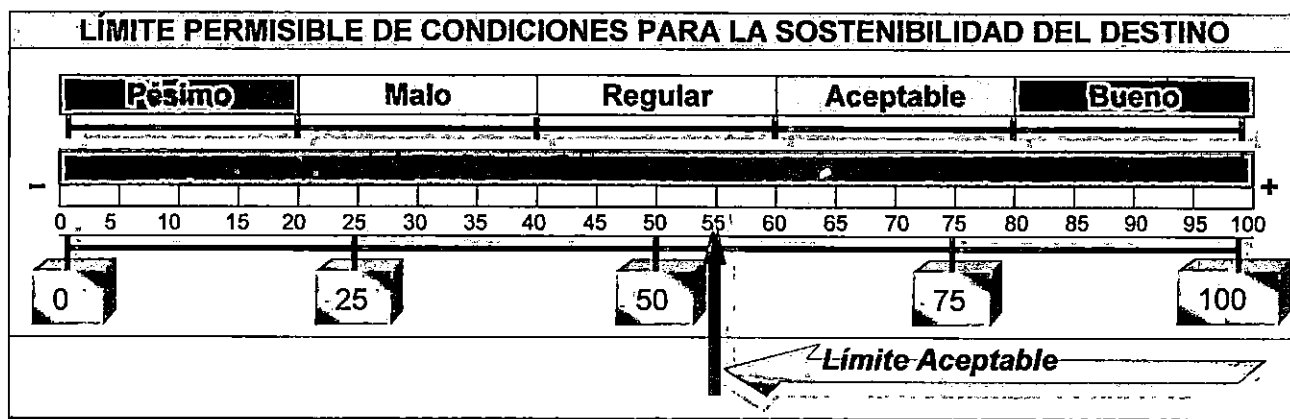 LÍMITE PERMISIBLE DE CONDICIONES PARA LA SOSTENIBILIDAD DEL DESTINO
Pésimo Malo Regular Aceptable Bueno
- +
0 5 10 15 20 25 30 35 40 45 50 55 60 65 70 75 80 85 90 95 100
0 25 50 75 100
Límite Aceptable